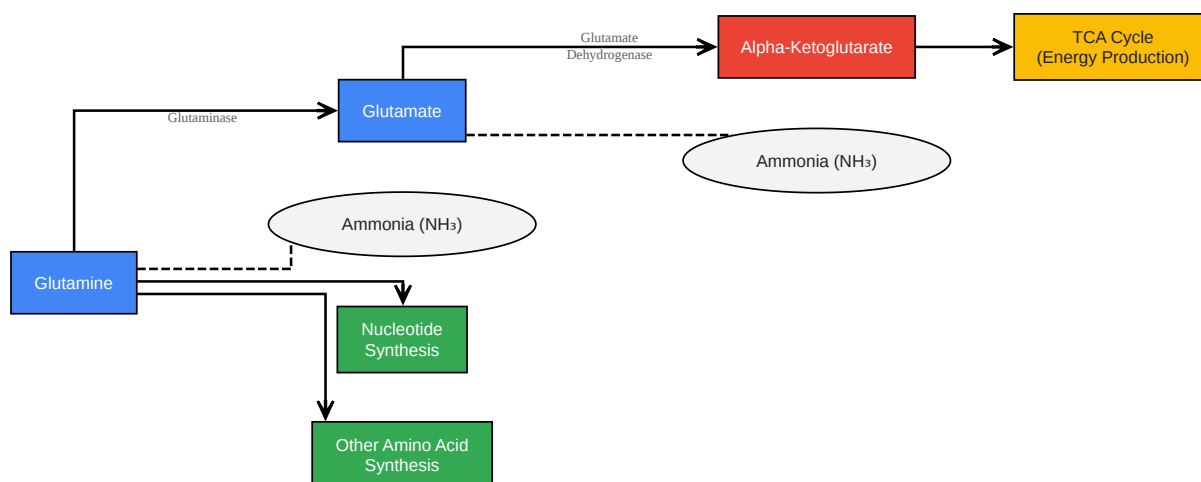 Glutamate
Dehydrogenase
Alpha-Ketoglutarate
TCA Cycle
(Energy Production)
Glutaminase
Glutamate
Ammonia (NH₃)
Ammonia (NH₃)
Glutamine
Nucleotide
Synthesis
Other Amino Acid
Synthesis